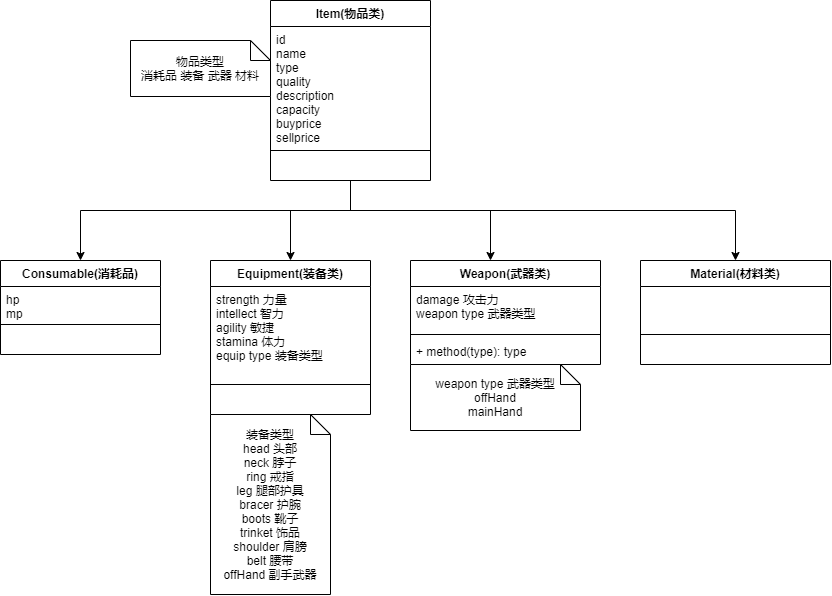 Item(物品类)
id
name
type
quality
description
capacity
buyprice
sellprice
物品类型
消耗品 装备 武器 材料
Consumable(消耗品)
hp
mp
Equipment(装备类)
strength 力量
intellect 智力
agility 敏捷
stamina 体力
equip type 装备类型
装备类型
head 头部
neck 脖子
ring 戒指
leg 腿部护具
bracer 护腕
boots 靴子
trinket 饰品
shoulder 肩膀
belt 腰带
offHand 副手武器
Weapon(武器类)
damage 攻击力
weapon type 武器类型
+ method(type): type
weapon type 武器类型
offHand
mainHand
Material(材料类)